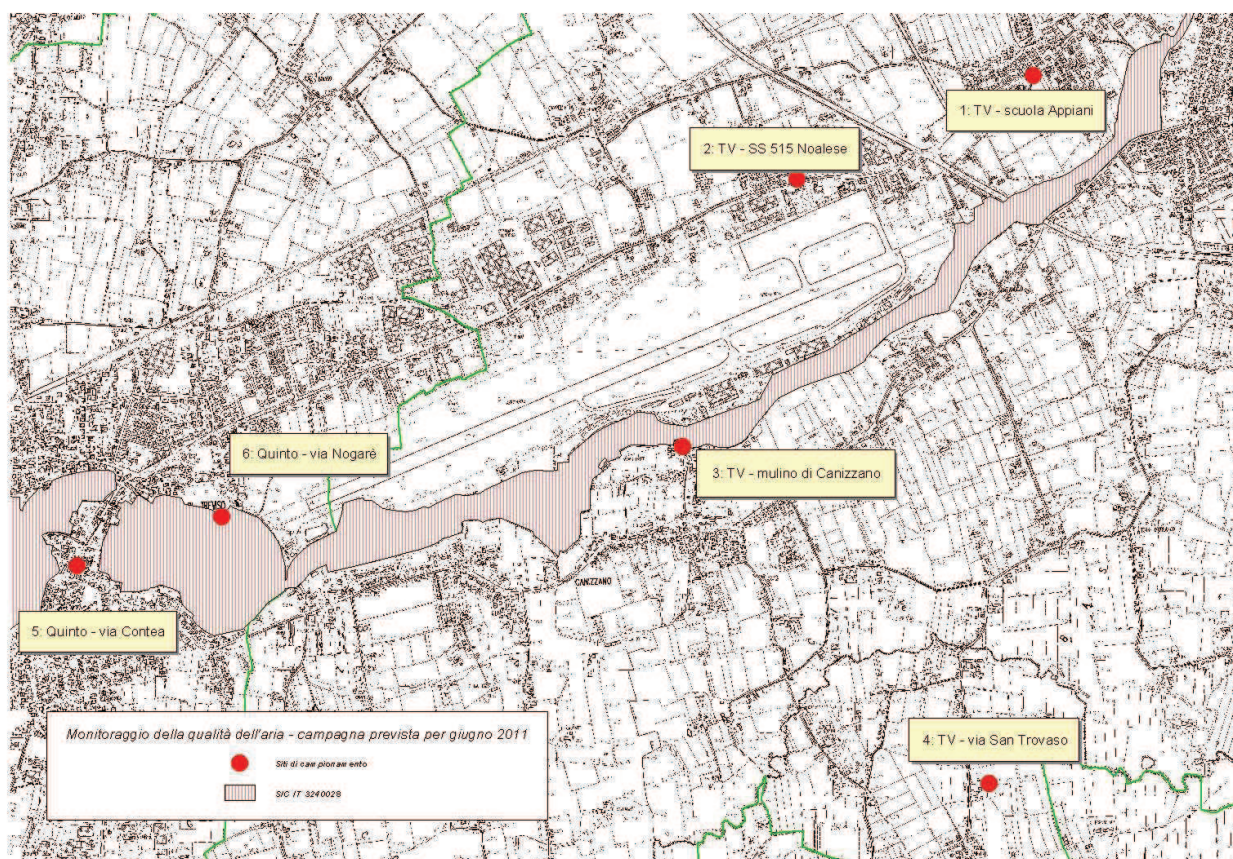 1: TV - scuola Appiani
2: TV - SS 515 Noalese
6: Quinto - via Nogarè
3: TV - mulino di Canizzano
TREVISO
CANIZZANO
5: Quinto - via Contea
4: TV - via San Trovaso
Monitoraggio della qualità dell'aria - campagna prevista per giugno 2011
Siti di campionamento
SIC IT 3240028